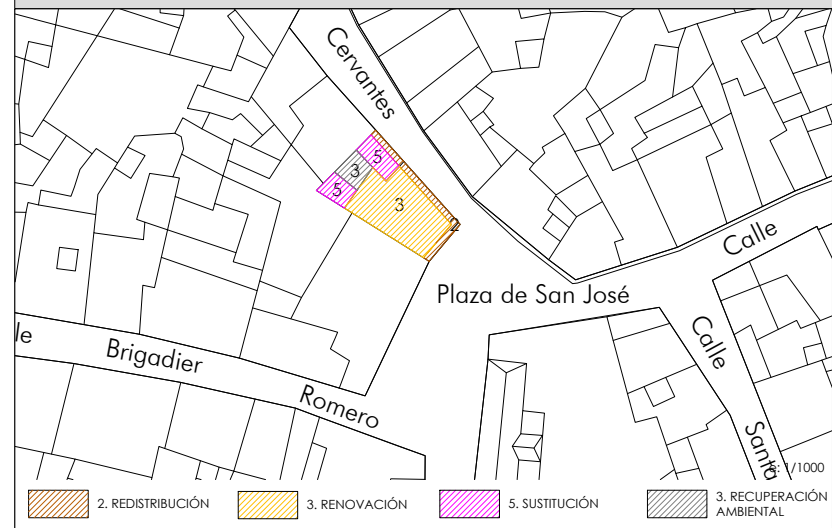 Cervantes
5
3
5
3
2
Calle
Plaza de San José
Calle
le
Brigadier
Romero
Santa
e: 1/1000
2. REDISTRIBUCIÓN
3. RENOVACIÓN
5. SUSTITUCIÓN
3. RECUPERACIÓN
AMBIENTAL